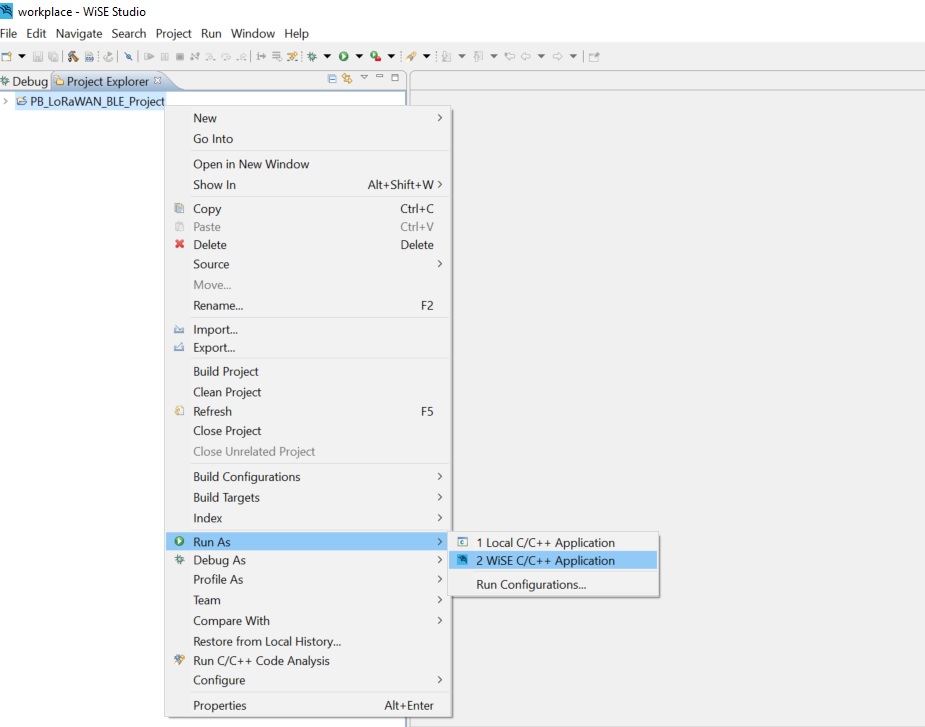 workplace - WiSE Studio
File Edit Navigate Search Project Run Window Help
Debug Project Explorer
PB_LoRaWAN_BLE_Project
New
Go Into
Open in New Window
Show In Alt+Shift+W
Copy Ctrl+C
Paste Ctrl+V
Delete Delete
Source
Move...
Rename... F2
Import...
Export...
Build Project
Clean Project
Refresh F5
Close Project
Close Unrelated Project
Build Configurations
Build Targets
Index
Run As
1 Local C/C++ Application
Debug As
2 WiSE C/C++ Application
Profile As
Run Configurations...
Team
Compare With
Restore from Local History...
Run C/C++ Code Analysis
Configure
Properties Alt+Enter